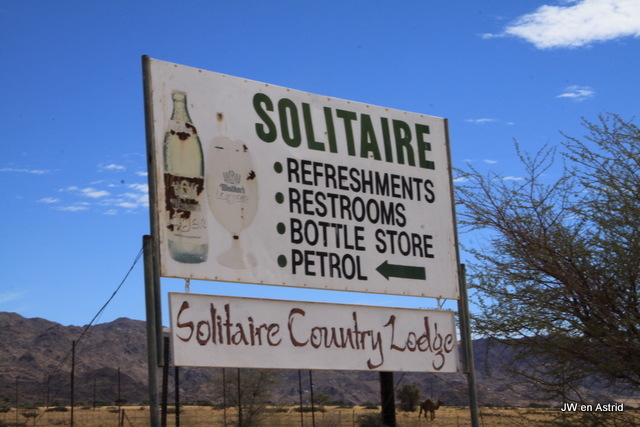 SOLITAIRE
• REFRESHMENTS
• RESTROOMS
• BOTTLE STORE
• PETROL
Solitaire Country Lodge
JW en Astrid